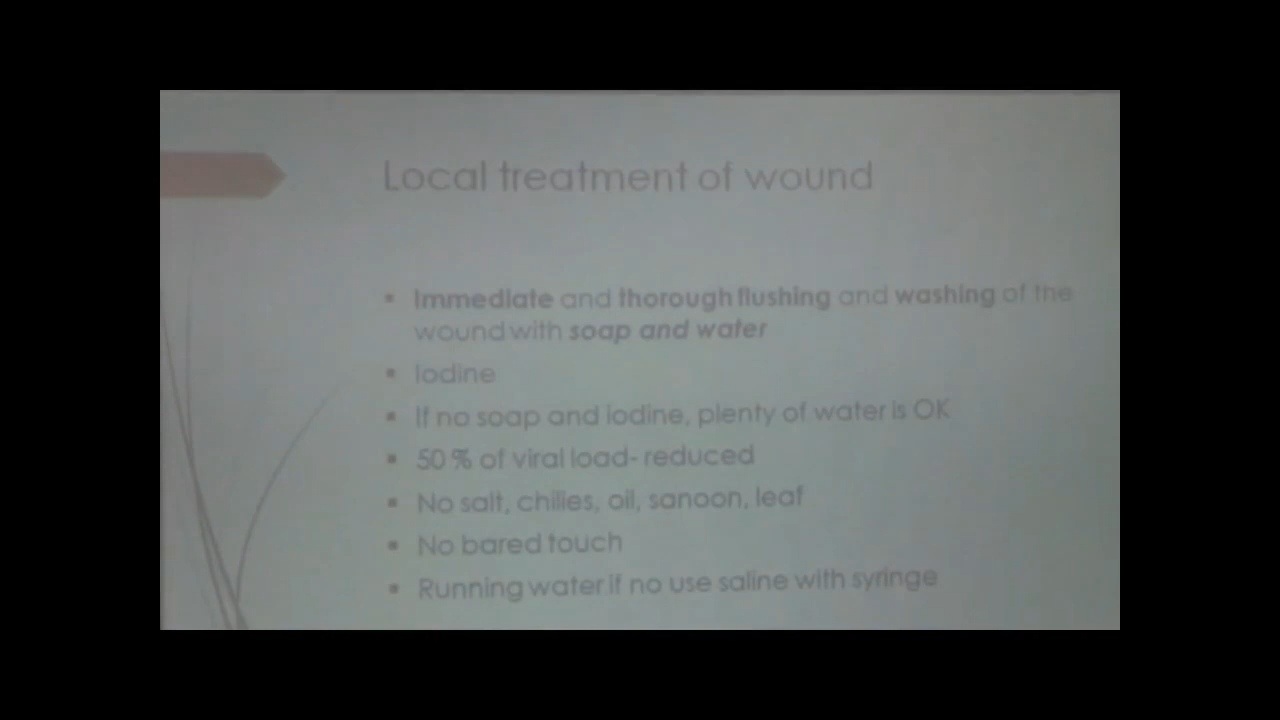 Local treatment of wound
Immediate and thorough flushing and washing of the
wound with soap and water
Iodine
If no soap and iodine, plenty of water is OK
50 % of viral load- reduced
No salt, chilies, oil, sanoon, leaf
No bared touch
Running water if no use saline with syringe